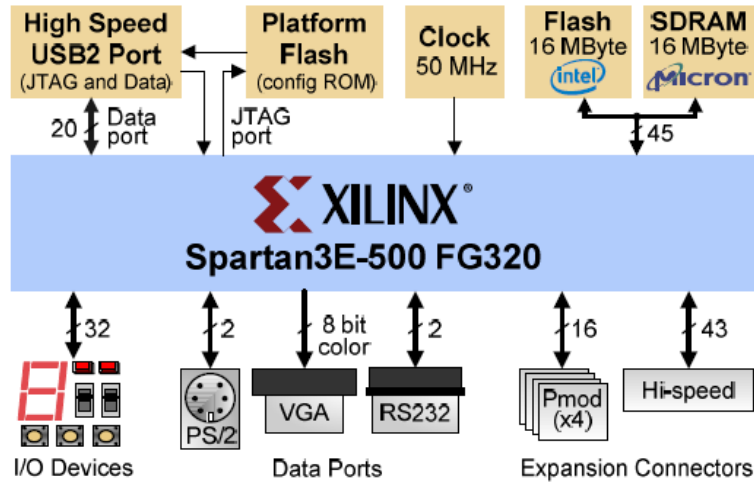 High Speed
USB2 Port
(JTAG and Data)
Platform
Flash
(config ROM)
Clock
50 MHz
Flash
16 MByte
intel
SDRAM
16 MByte
Micron
20
Data
port
JTAG
port
45
XILINX®
Spartan3E-500 FG320
32
2
8 bit
color
2
16
43
PS/2
VGA
RS232
Pmod
(x4)
Hi-speed
I/O Devices
Data Ports
Expansion Connectors